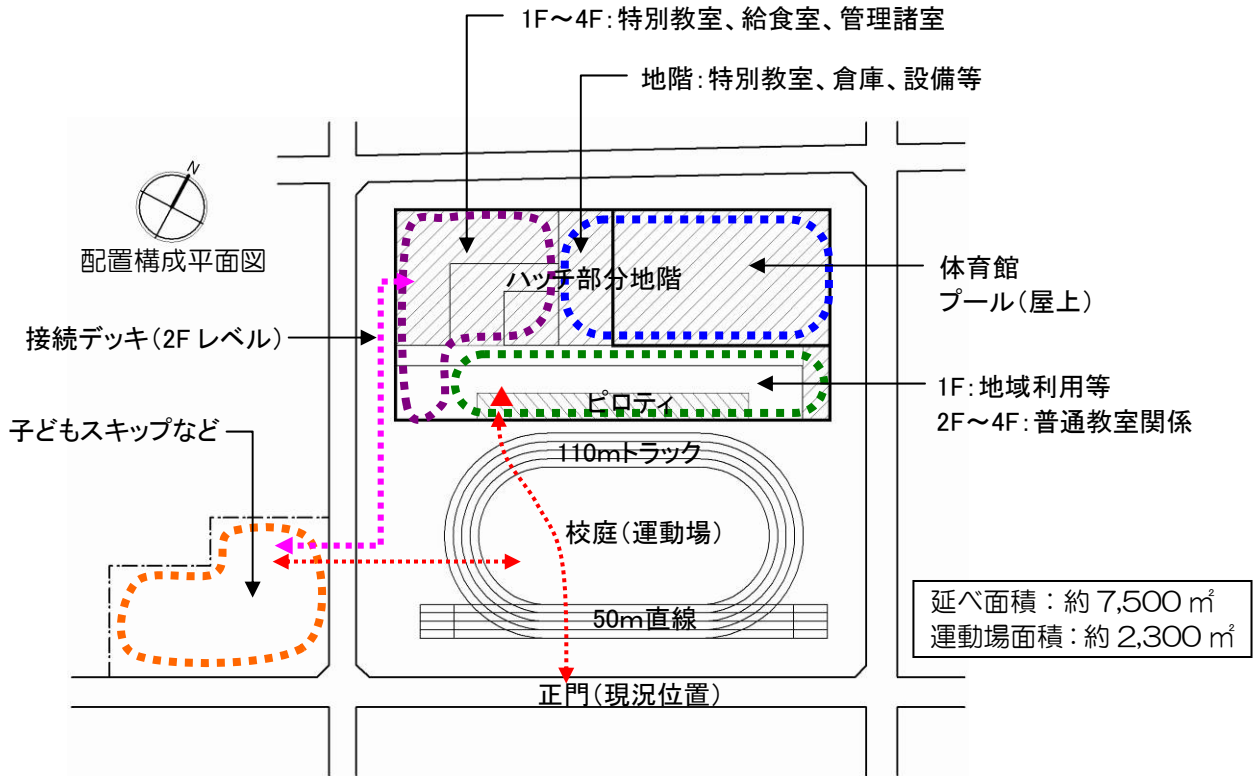 1F～4F：特別教室、給食室、管理諸室
地階：特別教室、倉庫、設備等
N
配置構成平面図
ハッチ部分地階
体育館
プール（屋上）
接続デッキ（2Fレベル）
1F：地域利用等
2F～4F：普通教室関係
ピロティ
子どもスキップなど
110mトラック
校庭（運動場）
50m直線
延べ面積：約7,500㎡
運動場面積：約2,300㎡
正門（現況位置）